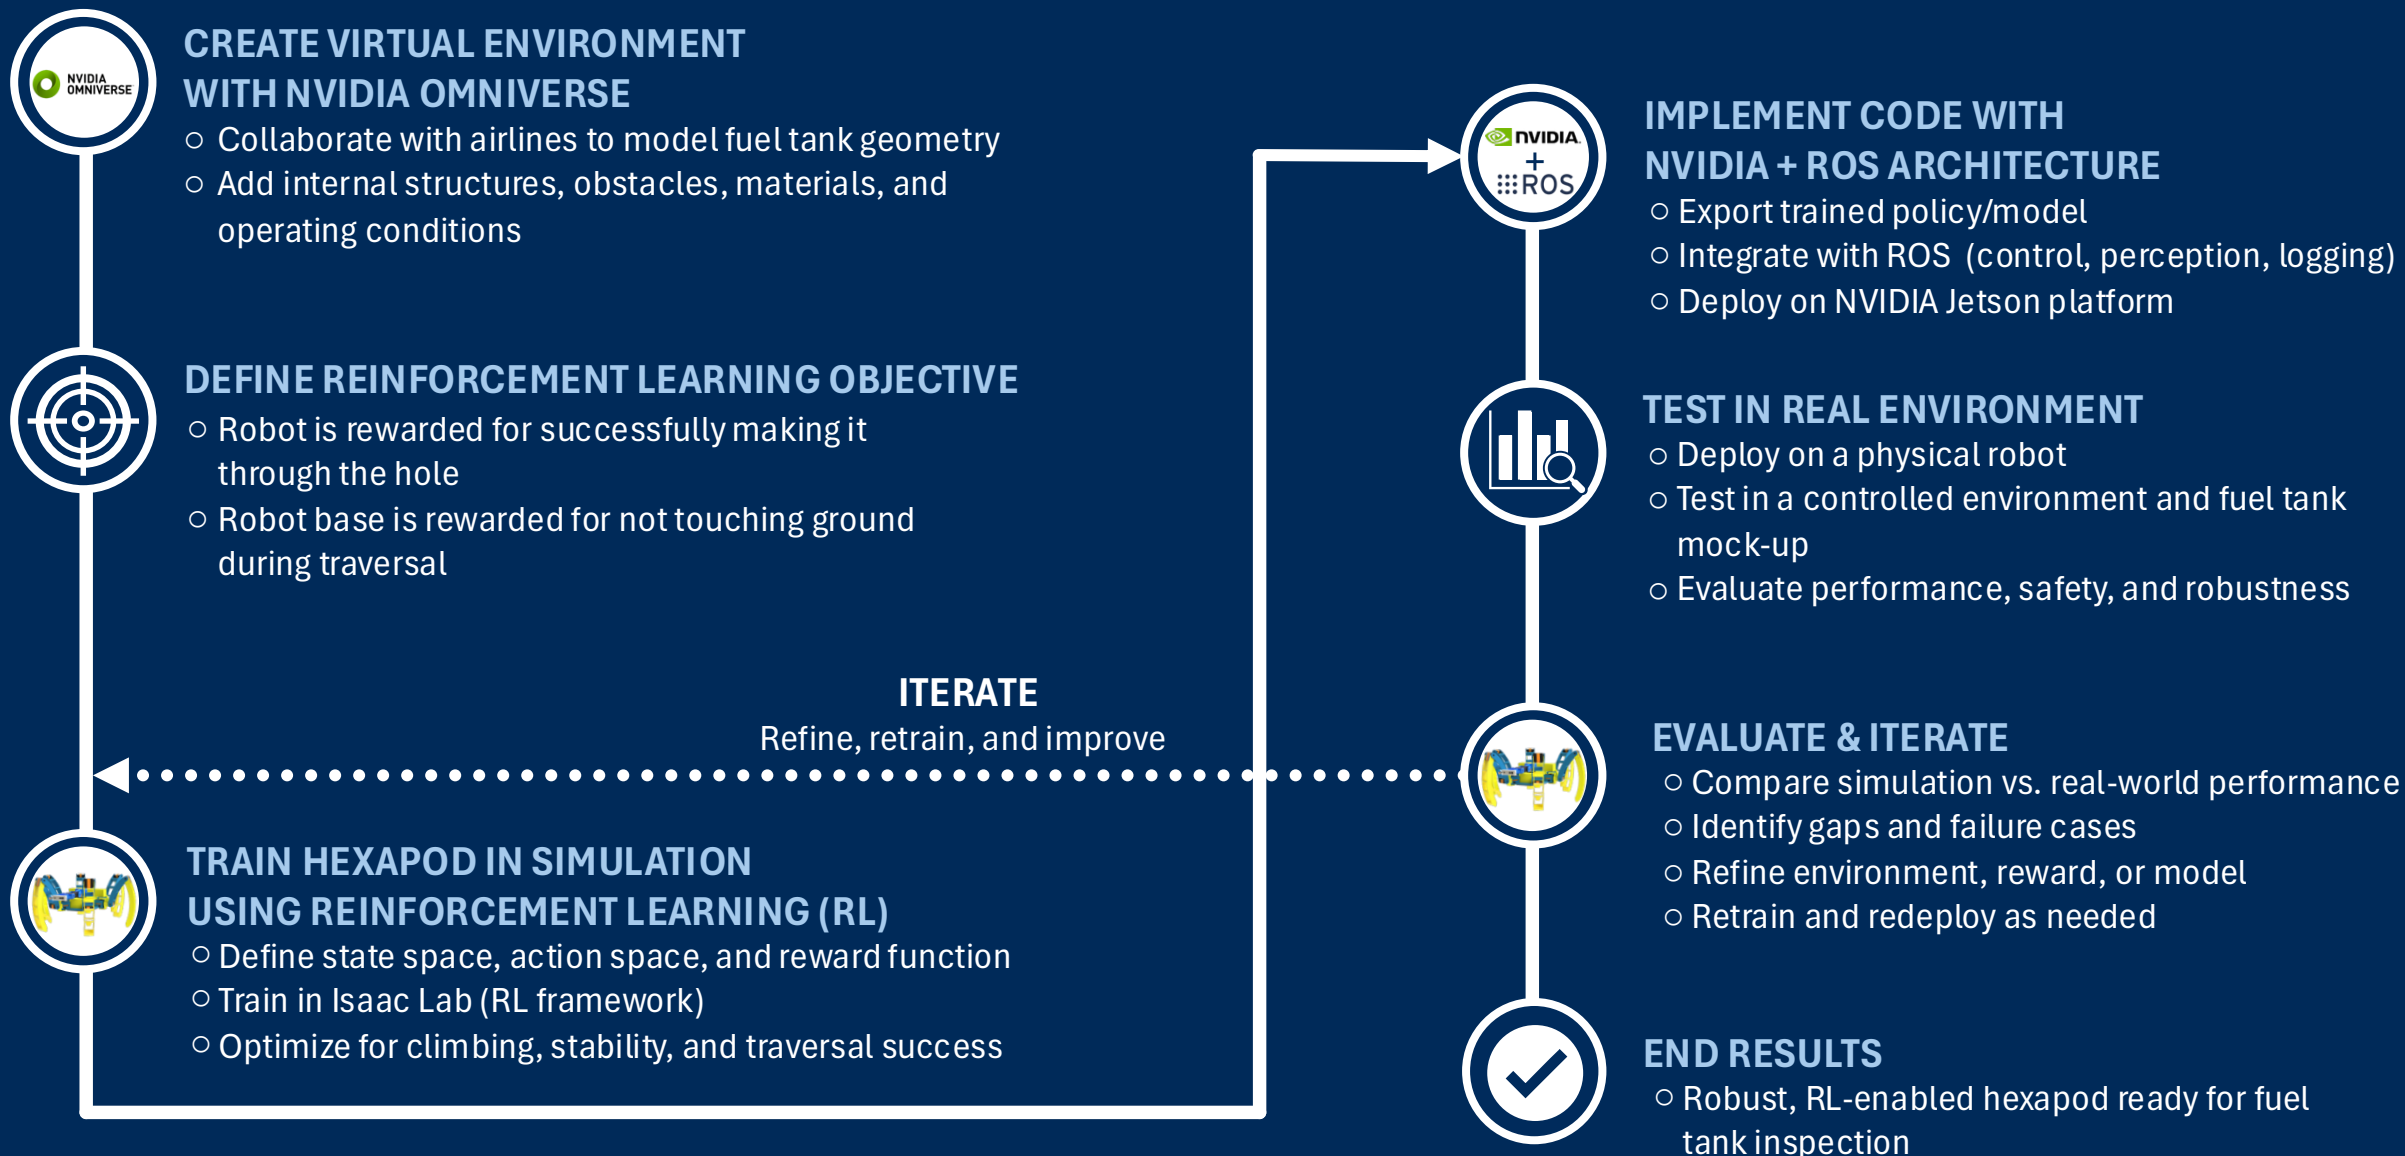 NVIDIA
OMNIVERSE
CREATE VIRTUAL ENVIRONMENT
WITH NVIDIA OMNIVERSE
○ Collaborate with airlines to model fuel tank geometry
○ Add internal structures, obstacles, materials, and
operating conditions
DEFINE REINFORCEMENT LEARNING OBJECTIVE
○ Robot is rewarded for successfully making it
through the hole
○ Robot base is rewarded for not touching ground
during traversal
ITERATE
Refine, retrain, and improve
TRAIN HEXAPOD IN SIMULATION
USING REINFORCEMENT LEARNING (RL)
○ Define state space, action space, and reward function
○ Train in Isaac Lab (RL framework)
○ Optimize for climbing, stability, and traversal success
NVIDIA.
+
ROS
IMPLEMENT CODE WITH
NVIDIA + ROS ARCHITECTURE
○ Export trained policy/model
○ Integrate with ROS (control, perception, logging)
○ Deploy on NVIDIA Jetson platform
TEST IN REAL ENVIRONMENT
○ Deploy on a physical robot
○ Test in a controlled environment and fuel tank
mock-up
○ Evaluate performance, safety, and robustness
EVALUATE & ITERATE
○ Compare simulation vs. real-world performance
○ Identify gaps and failure cases
○ Refine environment, reward, or model
○ Retrain and redeploy as needed
END RESULTS
○ Robust, RL-enabled hexapod ready for fuel
tank inspection